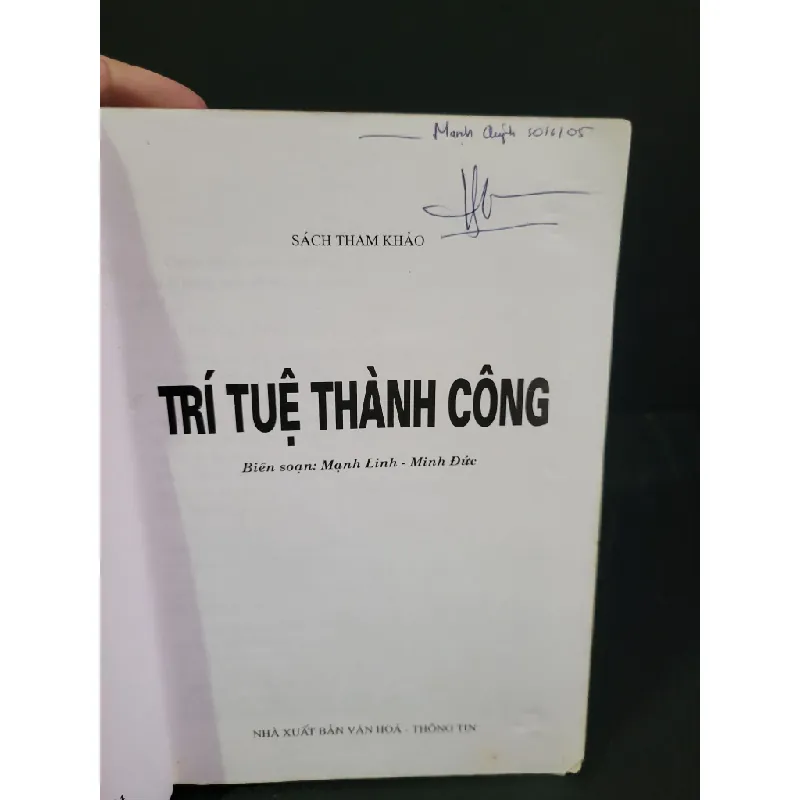 Mạnh Quỳnh 30/6/05
SÁCH THAM KHẢO
TRÍ TUỆ THÀNH CÔNG
Biên soạn: Mạnh Linh - Minh Đức
NHÀ XUẤT BẢN VĂN HOÁ - THÔNG TIN